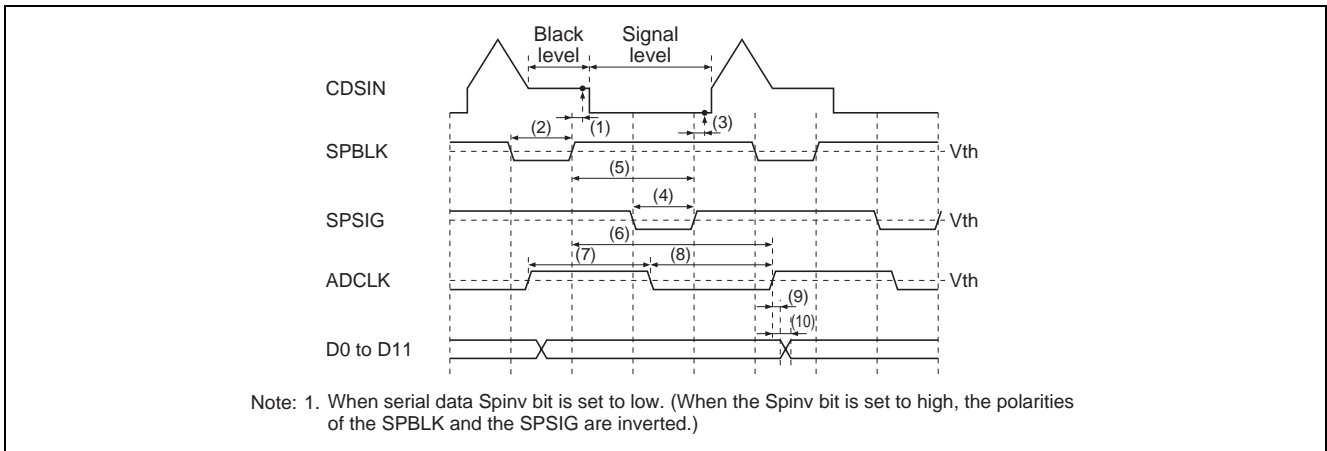 Black level
Signal level
CDSIN
(1)
(3)
(2)
SPBLK
Vth
(5)
(4)
SPSIG
Vth
(6)
(7)
(8)
ADCLK
Vth
(9)
(10)
D0 to D11
Note: 1. When serial data Spinv bit is set to low. (When the Spinv bit is set to high, the polarities
of the SPBLK and the SPSIG are inverted.)